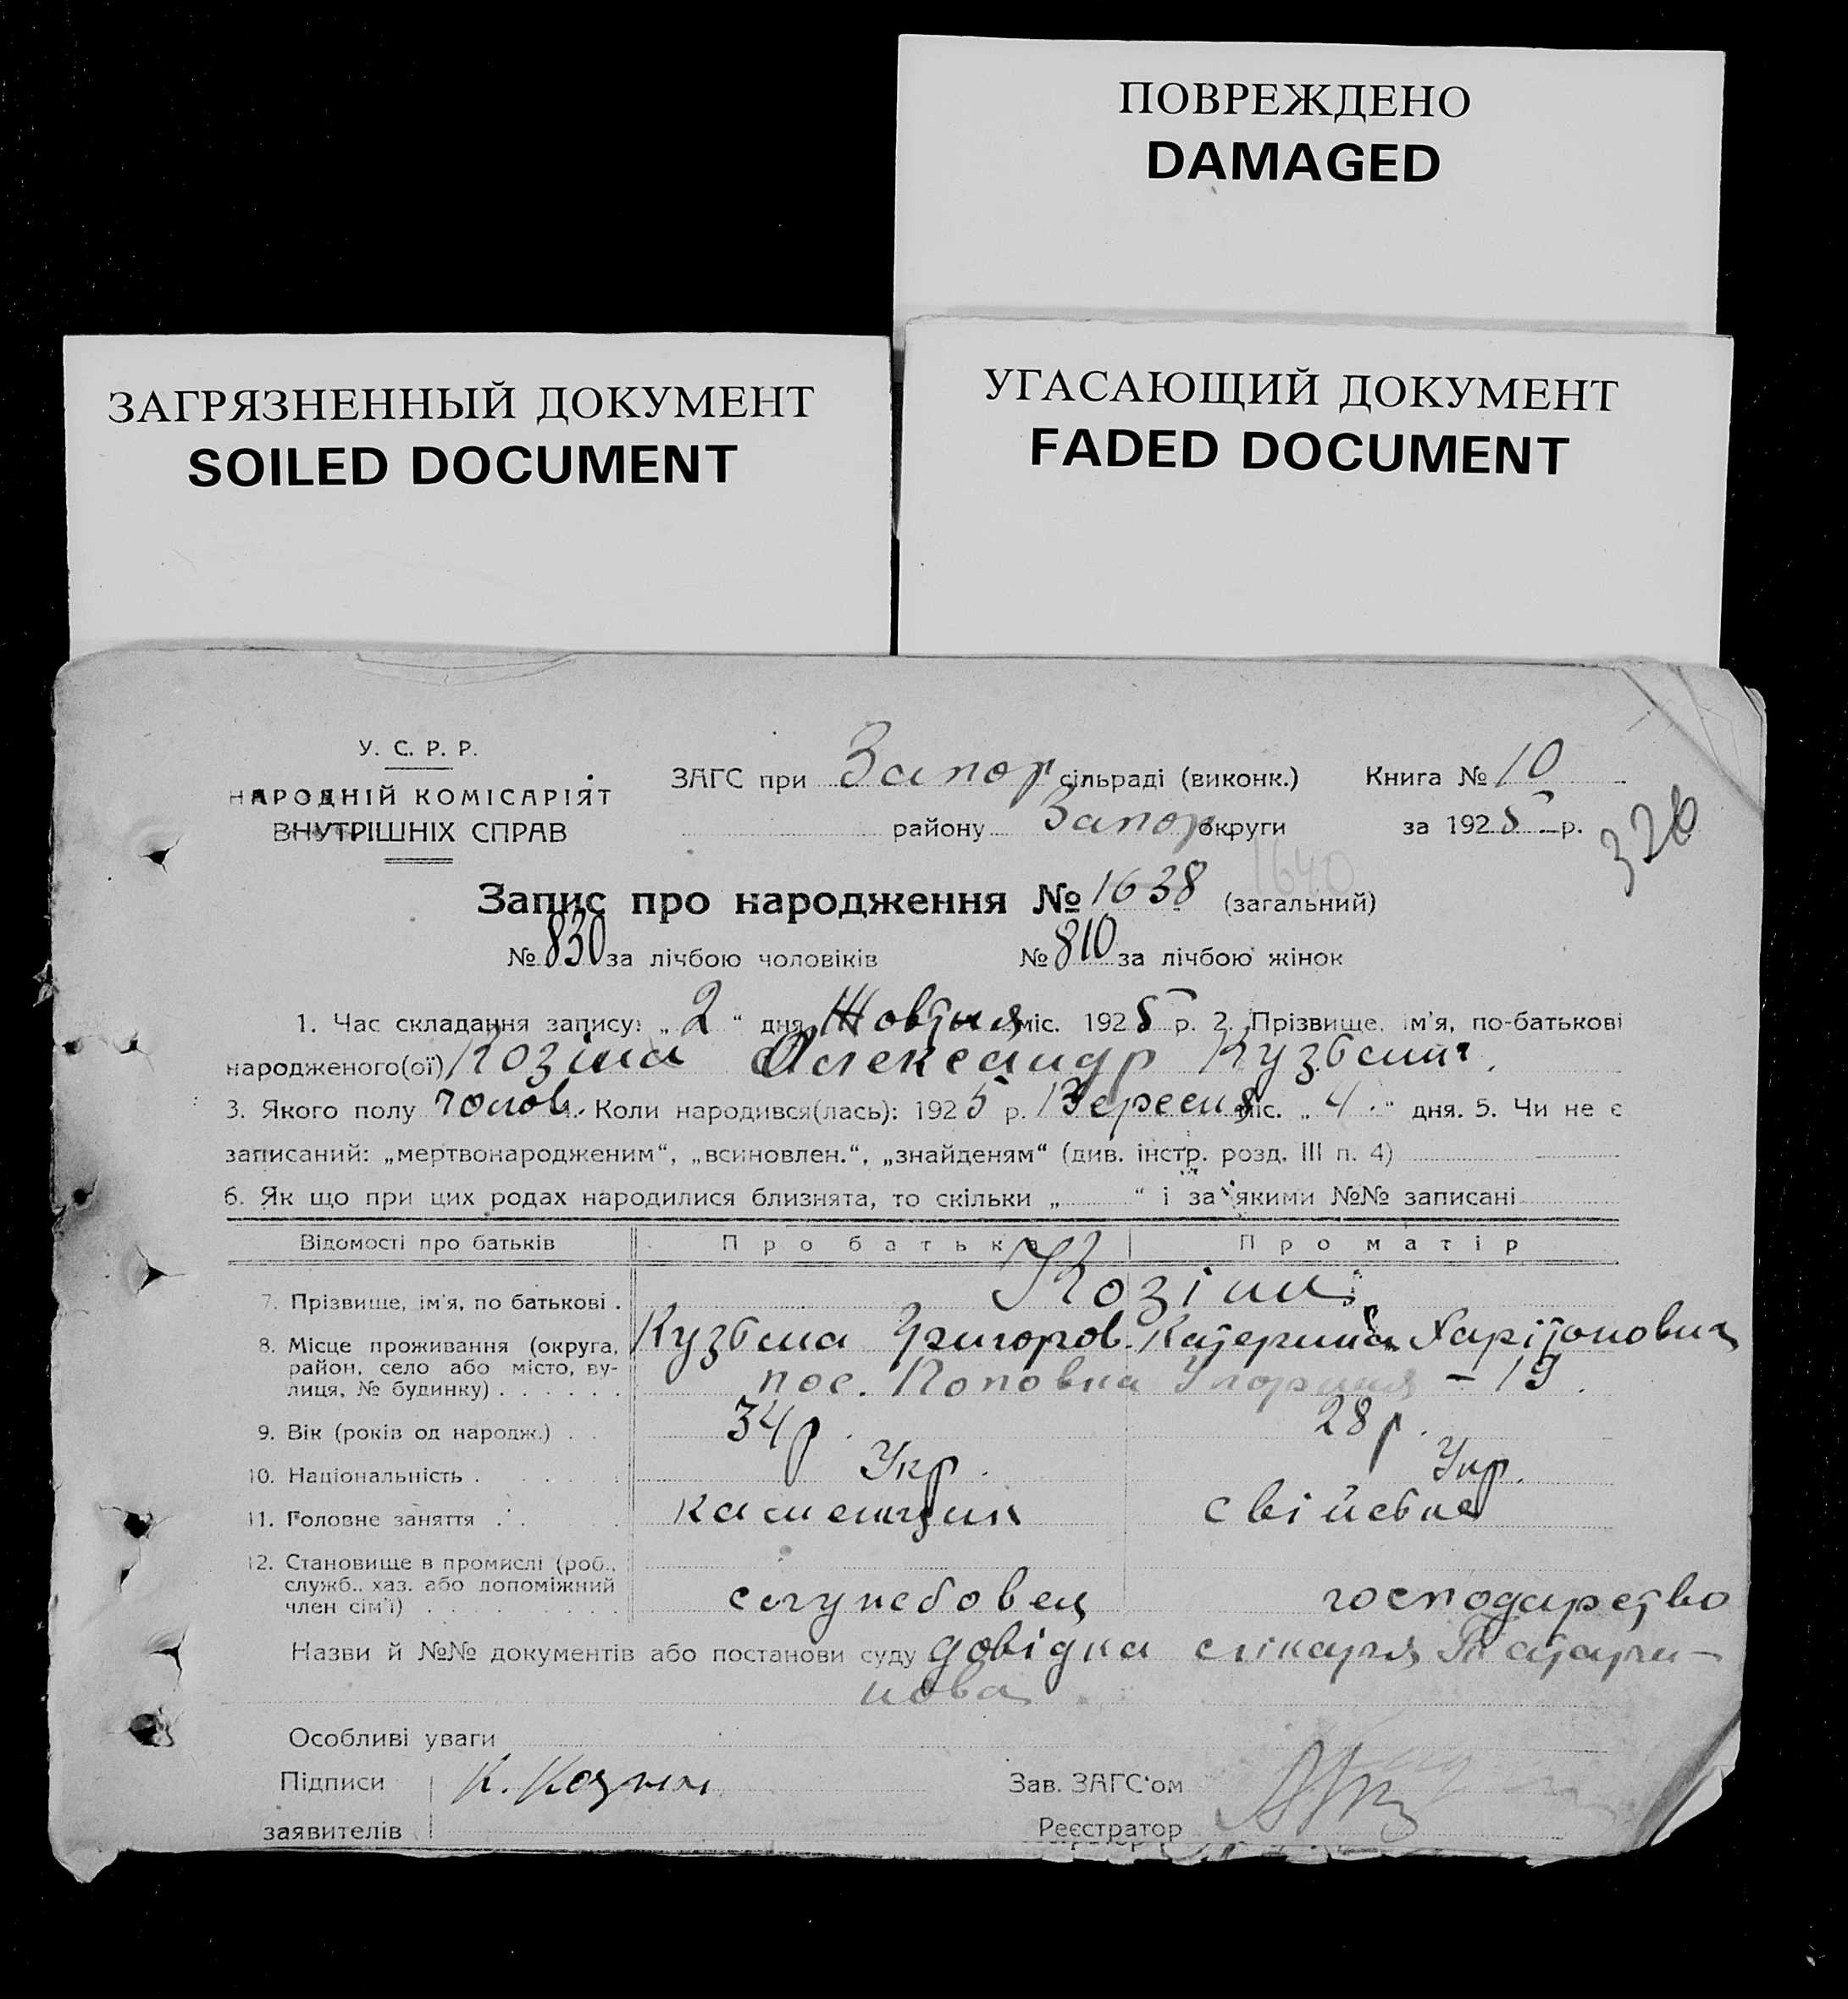 ПОВРЕЖДЕНО
DAMAGED
ЗАГРЯЗНЕННЫЙ ДОКУМЕНТ
SOILED DOCUMENT
УГАСАЮЩИЙ ДОКУМЕНТ
FADED DOCUMENT
У. С. Р. Р.
НАРОДНІЙ КОМІСАРІЯТ
ВНУТРІШНІХ СПРАВ
ЗАГС при Запор сільраді (виконк.) Книга № 10
району Запор округи за 1925 р.
326
1640
Запис про народження № 1638 (загальний)
№ 830 за лічбою чоловіків № 810 за лічбою жінок
1. Час складання запису: „ 2 “ дня Жовтня міс. 1925 р. 2. Прізвище, ім'я, по-батькові
народженого(ої) Козіна Александр Кузьмич.
3. Якого полу чолов. Коли народився(лась): 1925 р. Вересня міс. „ 4. “ дня. 5. Чи не є
записаний: „мертвонародженим“, „всиновлен.“, „знайденям“ (див. інстр. розд. III п. 4)
6. Як що при цих родах народилися близнята, то скільки „ “ і за якими №№ записані
Відомості про батьків Про батька Про матір
7. Прізвище, ім'я, по батькові . Козіни
8. Місце проживання (округа, Кузьма Григоров. Катерина Харітоновна
район, село або місто, ву-
лиця, № будинку) . . . . . . пос. Поповка – 19.
9. Вік (років од народж.) . . 34 р. 28 р.
10. Національність . . . . . . Укр. Укр.
11. Головне заняття . . . каменщик свійське
12. Становище в промислі (роб.,
служб., хаз. або допоміжний
член сім'ї) . . . . . . . . службовец господарство
Назви й №№ документів або постанови суду довідка лікаря
нова
Особливі уваги
Підписи К. Козин Зав. ЗАГС'ом
заявителів Реєстратор